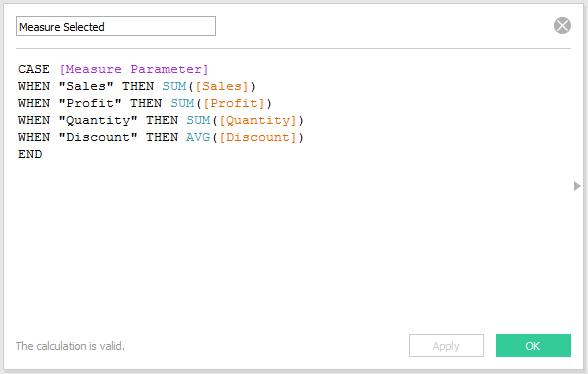 Measure Selected
CASE [Measure Parameter]
WHEN "Sales" THEN SUM([Sales])
WHEN "Profit" THEN SUM([Profit])
WHEN "Quantity" THEN SUM([Quantity])
WHEN "Discount" THEN AVG([Discount])
END
The calculation is valid.
Apply
OK